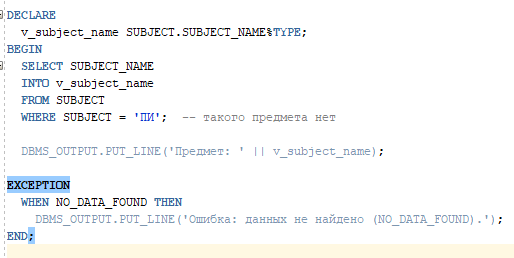 DECLARE
v_subject_name SUBJECT.SUBJECT_NAME%TYPE;
BEGIN
SELECT SUBJECT_NAME
INTO v_subject_name
FROM SUBJECT
WHERE SUBJECT = 'ПИ'; -- такого предмета нет
DBMS_OUTPUT.PUT_LINE('Предмет: ' || v_subject_name);
EXCEPTION
WHEN NO_DATA_FOUND THEN
DBMS_OUTPUT.PUT_LINE('Ошибка: данных не найдено (NO_DATA_FOUND).');
END;